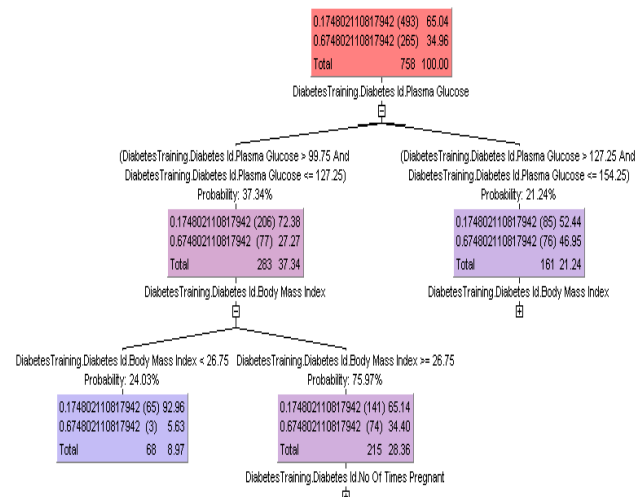 0.174802110817942 (493) 65.04
0.674802110817942 (265) 34.96
Total 758 100.00
DiabetesTraining.Diabetes Id.Plasma Glucose
(DiabetesTraining.Diabetes Id.Plasma Glucose > 99.75 And
DiabetesTraining.Diabetes Id.Plasma Glucose <= 127.25)
Probability: 37.34%
0.174802110817942 (206) 72.38
0.674802110817942 (77) 27.27
Total 283 37.34
DiabetesTraining.Diabetes Id.Body Mass Index
(DiabetesTraining.Diabetes Id.Plasma Glucose > 127.25 And
DiabetesTraining.Diabetes Id.Plasma Glucose <= 154.25)
Probability: 21.24%
0.174802110817942 (85) 52.44
0.674802110817942 (76) 46.95
Total 161 21.24
DiabetesTraining.Diabetes Id.Body Mass Index
DiabetesTraining.Diabetes Id.Body Mass Index < 26.75
Probability: 24.03%
0.174802110817942 (65) 92.96
0.674802110817942 (3) 5.63
Total 68 8.97
DiabetesTraining.Diabetes Id.Body Mass Index >= 26.75
Probability: 75.97%
0.174802110817942 (141) 65.14
0.674802110817942 (74) 34.40
Total 215 28.36
DiabetesTraining.Diabetes Id.No Of Times Pregnant